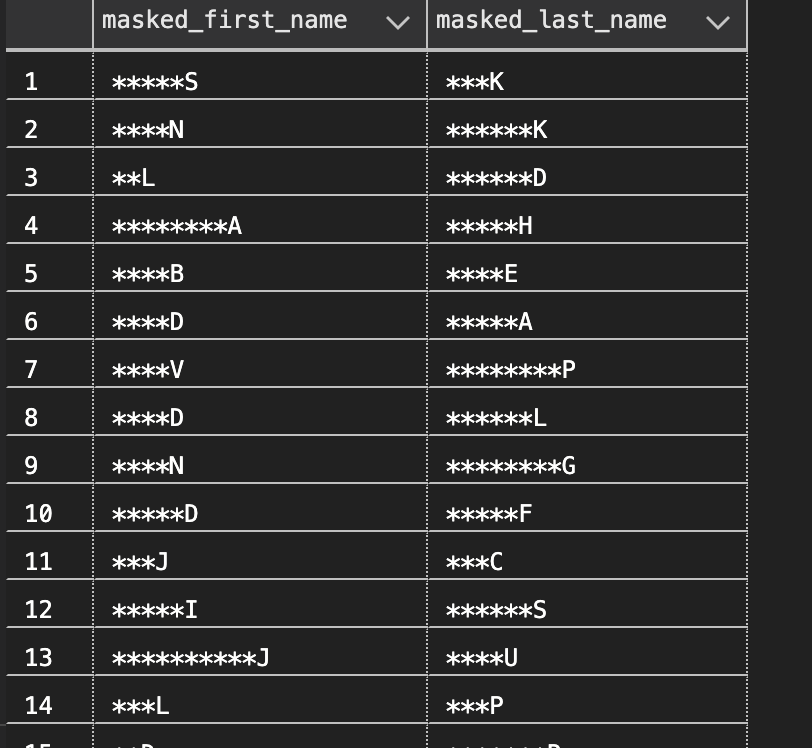 masked_first_name masked_last_name
1 *****S ***K
2 ****N ******K
3 **L ******D
4 ********A *****H
5 ****B ****E
6 ****D *****A
7 ****V ********P
8 ****D ******L
9 ****N ********G
10 *****D *****F
11 ***J ***C
12 *****I ******S
13 **********J ****U
14 ***L ***P